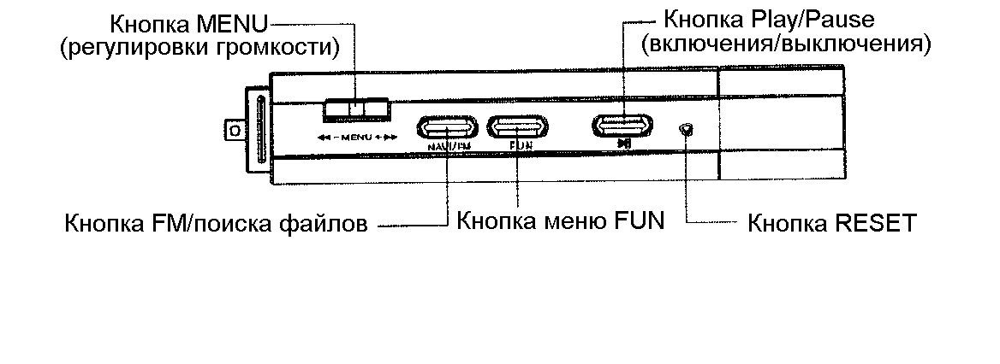 Кнопка MENU
(регулировки громкости)
Кнопка Play/Pause
(включения/выключения)
◄◄ – MENU + ►►
NAVI/FM
FUN
►II
Кнопка FM/поиска файлов
Кнопка меню FUN
Кнопка RESET